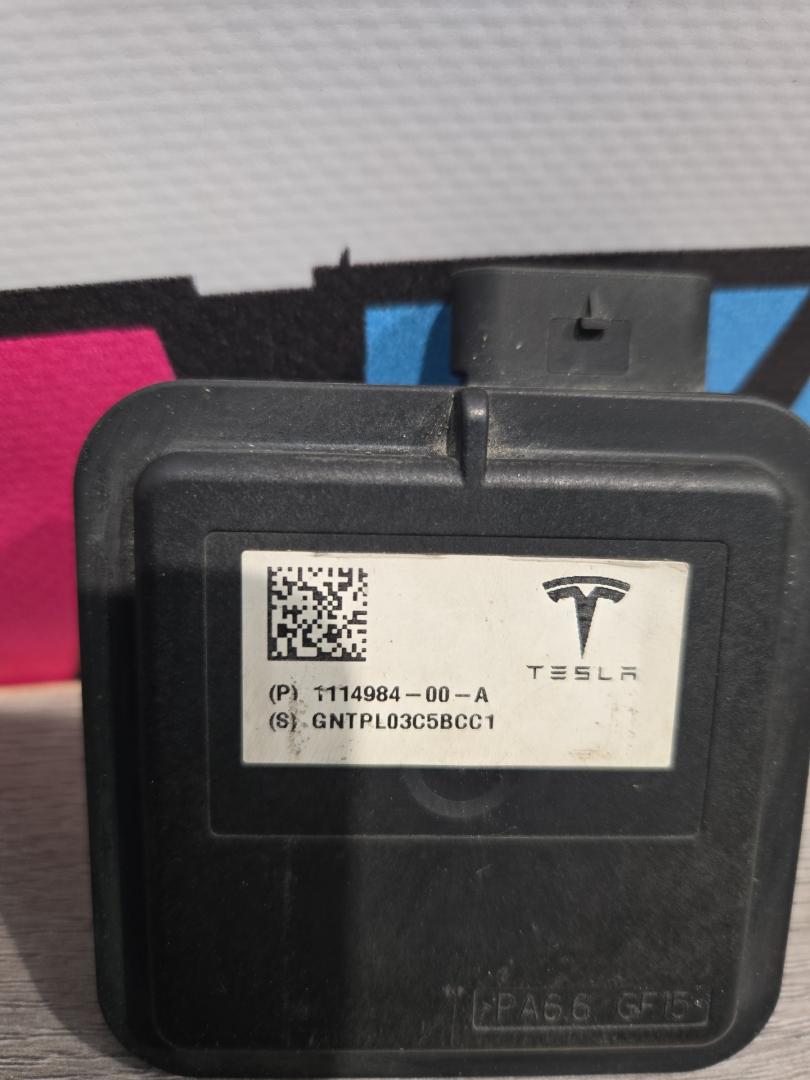 TESLA
(P) 1114984-00-A
(S) GNTPL03C5BCC1
>PA6.6 GF15<